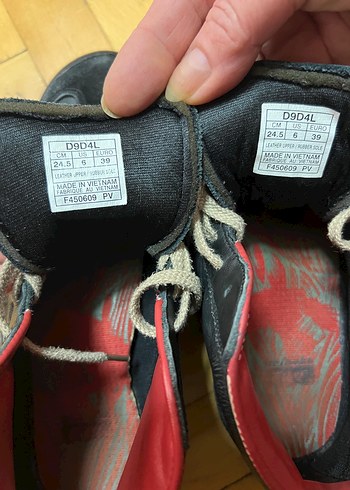 D9D4L
CM US EURO
24.5 6 39
LEATHER UPPER / RUBBER SOLE
MADE IN VIETNAM
FABRIQUE AU VIETNAM
F450609 PV
D9D4L
CM US EURO
24.5 6 39
LEATHER UPPER / RUBBER SOLE
MADE IN VIETNAM
FABRIQUE AU VIETNAM
F450609 PV